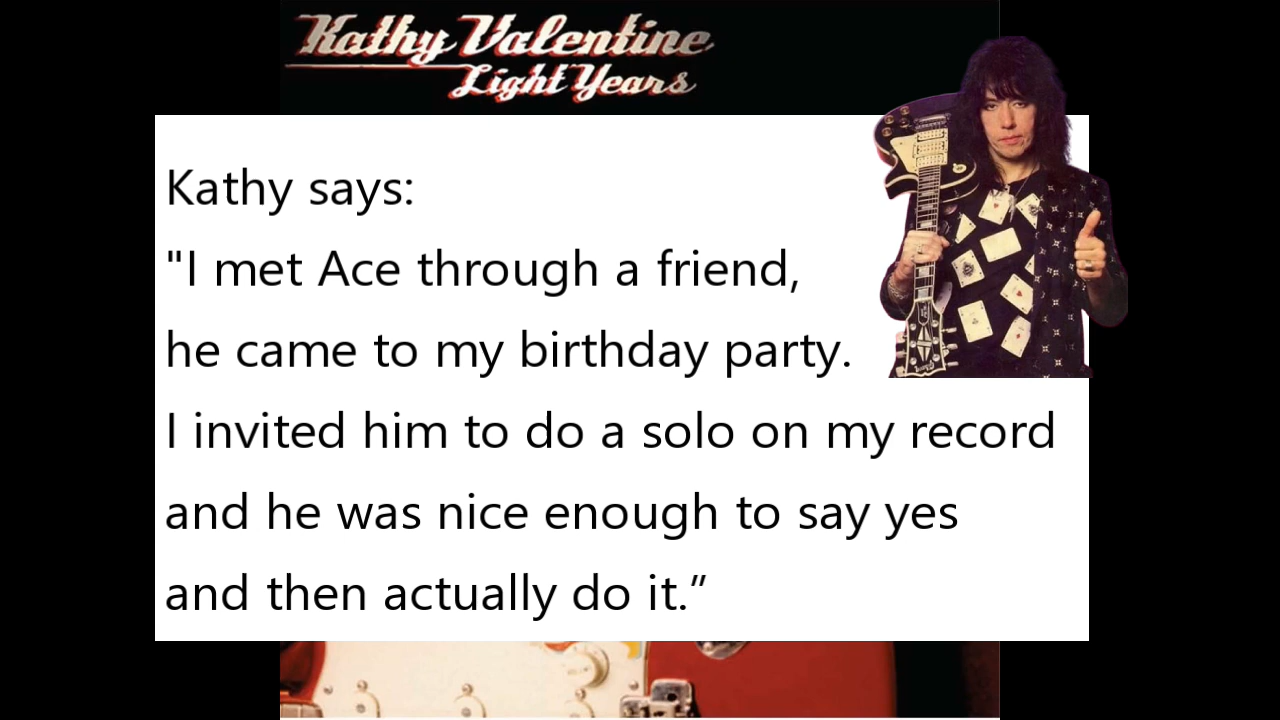 Kathy Valentine
Light Years
Kathy says:
"I met Ace through a friend,
he came to my birthday party.
I invited him to do a solo on my record
and he was nice enough to say yes
and then actually do it.”